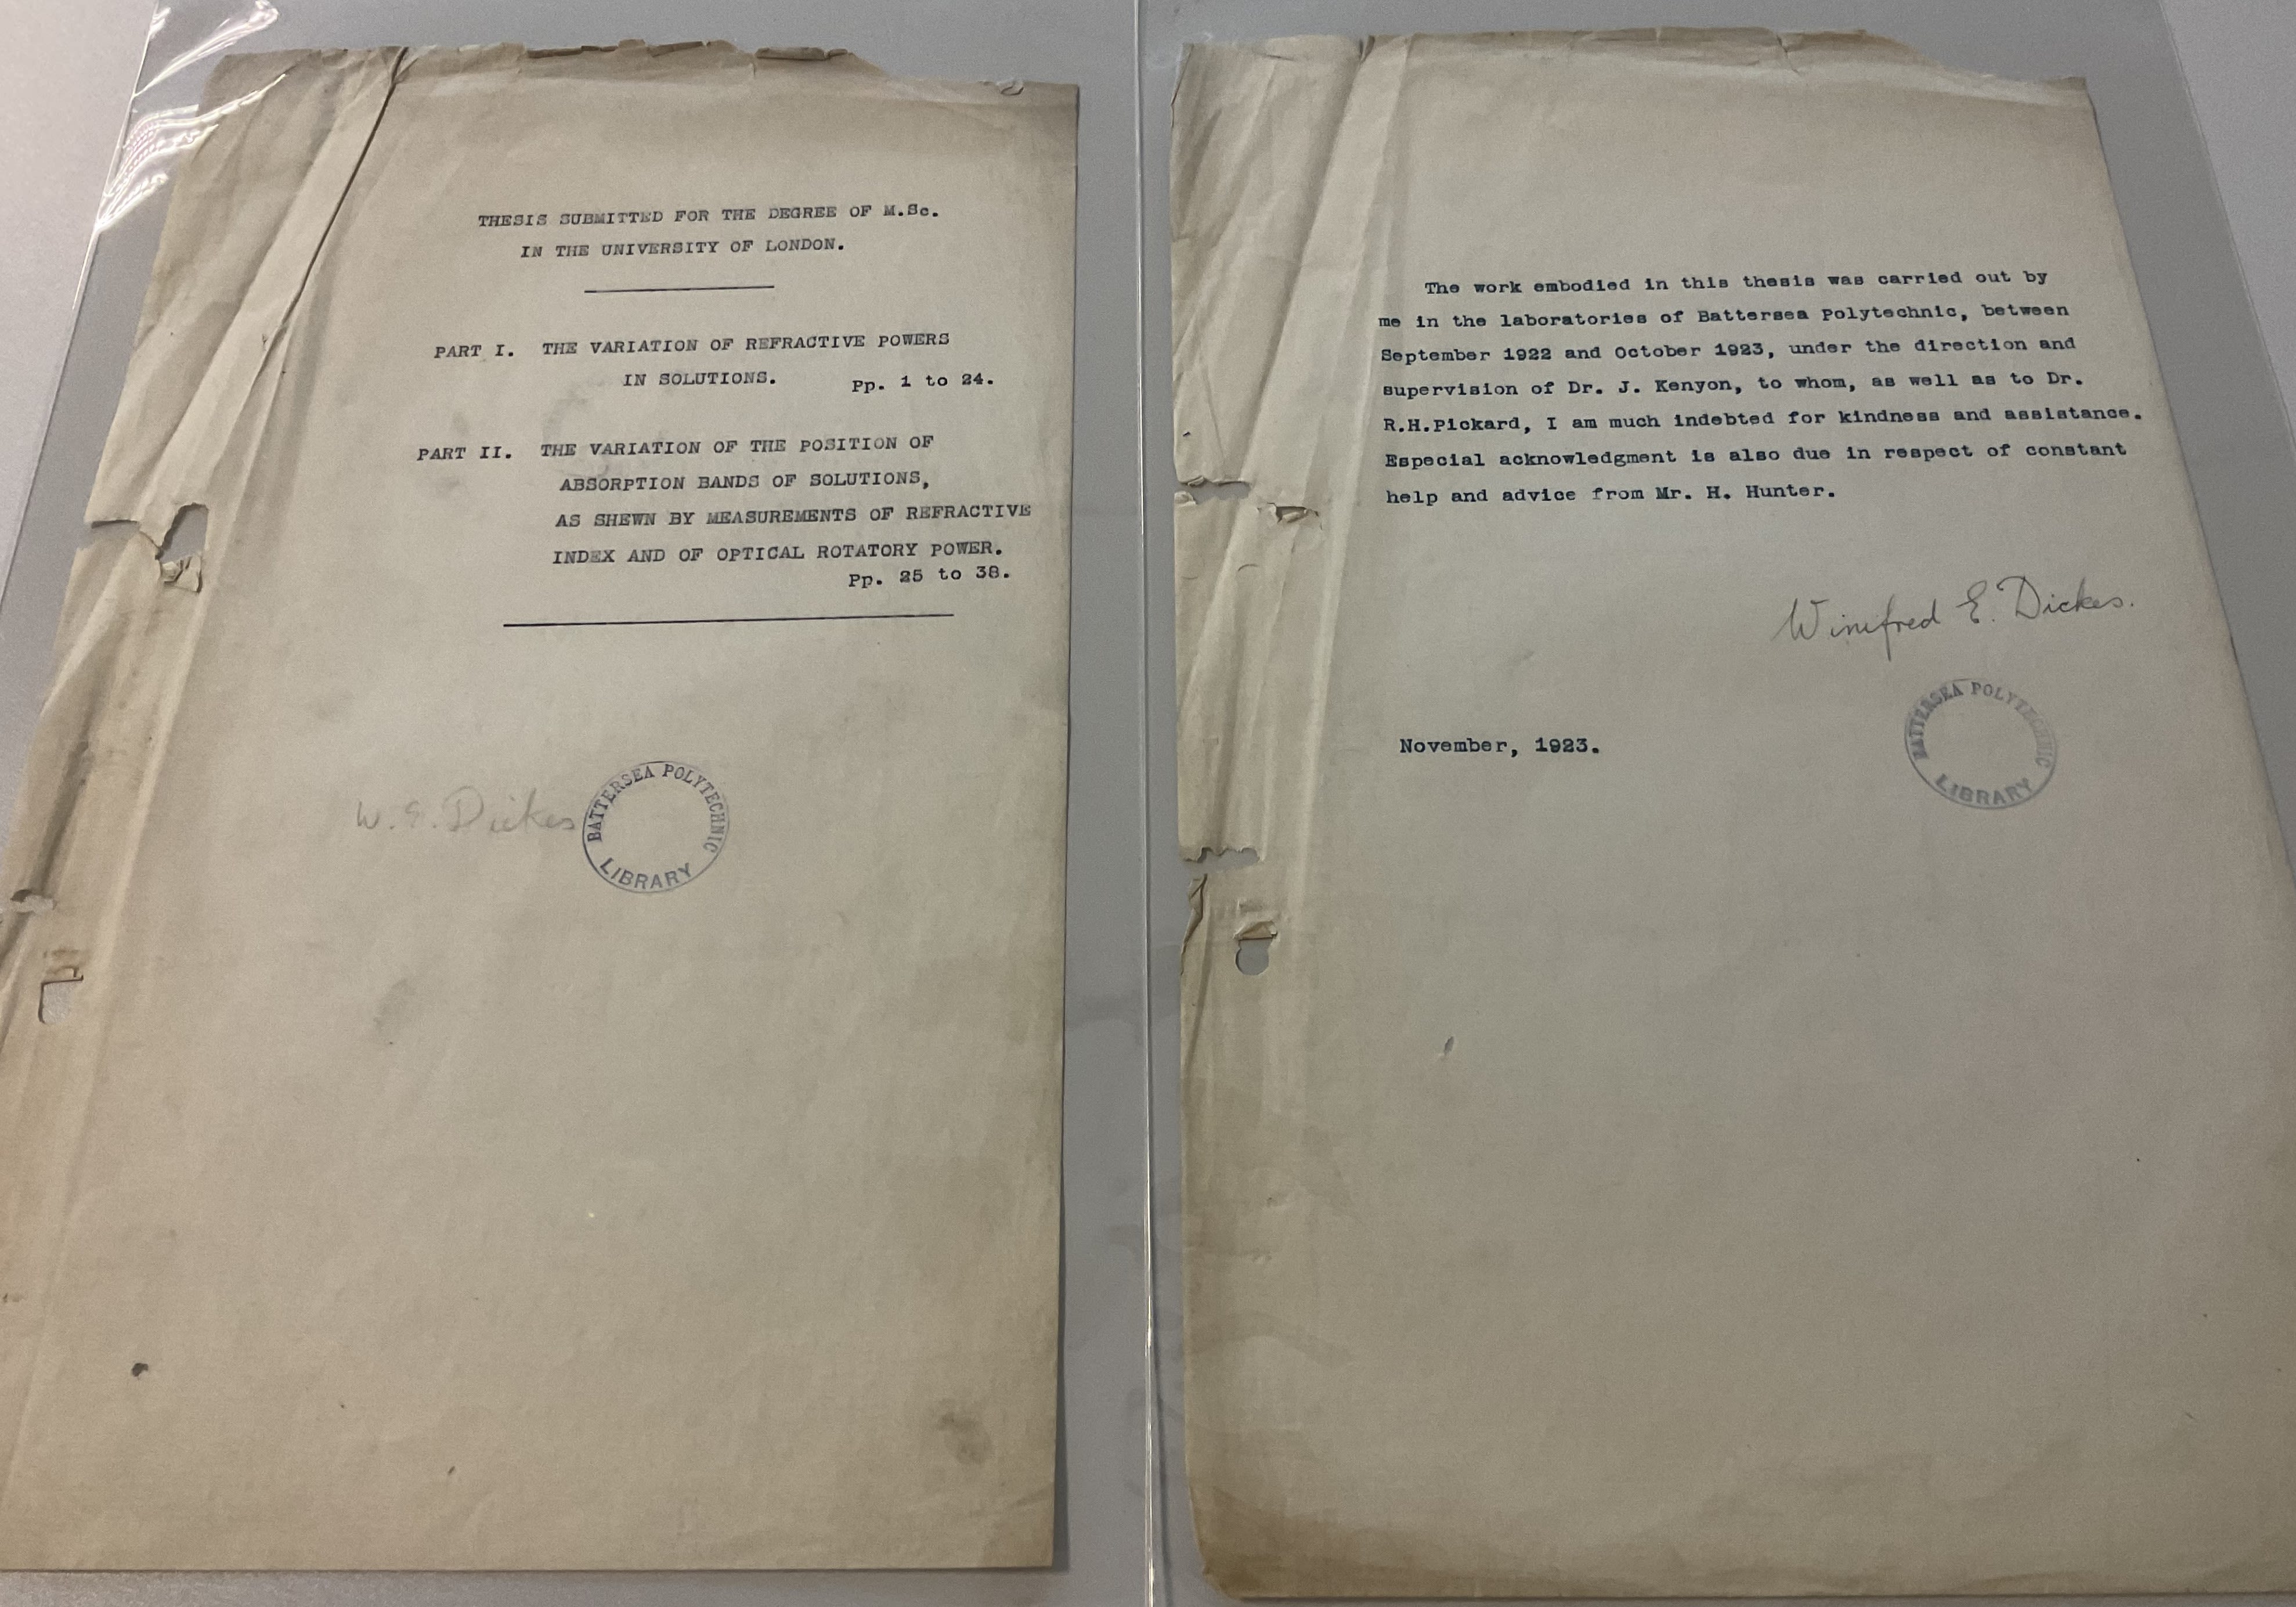 THESIS SUBMITTED FOR THE DEGREE OF M.Sc.
IN THE UNIVERSITY OF LONDON.
PART I. THE VARIATION OF REFRACTIVE POWERS
IN SOLUTIONS. Pp. 1 to 24.
PART II. THE VARIATION OF THE POSITION OF
ABSORPTION BANDS OF SOLUTIONS,
AS SHEWN BY MEASUREMENTS OF REFRACTIVE
INDEX AND OF OPTICAL ROTATORY POWER.
Pp. 25 to 38.
W. E. Dickes
BATTERSEA POLYTECHNIC
LIBRARY
The work embodied in this thesis was carried out by
me in the laboratories of Battersea Polytechnic, between
September 1922 and October 1923, under the direction and
supervision of Dr. J. Kenyon, to whom, as well as to Dr.
R.H.Pickard, I am much indebted for kindness and assistance.
Especial acknowledgment is also due in respect of constant
help and advice from Mr. H. Hunter.
Winifred E. Dickes.
BATTERSEA POLYTECHNIC
LIBRARY
November, 1923.